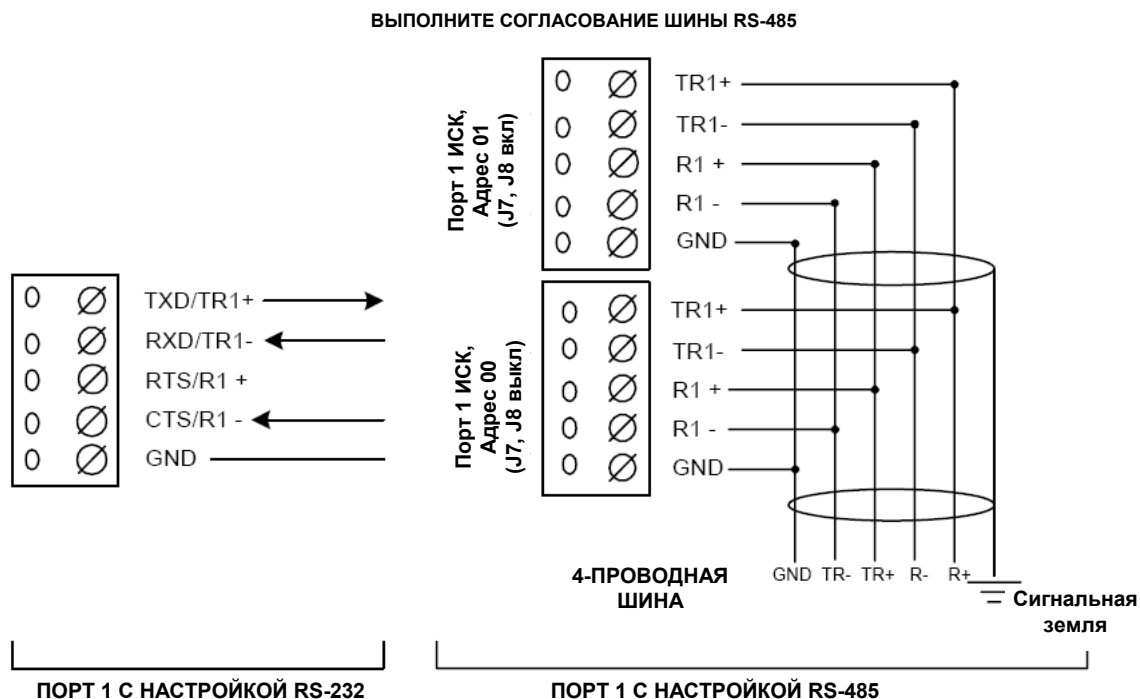 ВЫПОЛНИТЕ СОГЛАСОВАНИЕ ШИНЫ RS-485
Порт 1 ИСК,
Адрес 01
(J7, J8 вкл)
TR1+
TR1-
R1 +
R1 -
GND
TXD/TR1+
RXD/TR1-
RTS/R1 +
CTS/R1 -
GND
Порт 1 ИСК,
Адрес 00
(J7, J8 выкл)
TR1+
TR1-
R1 +
R1 -
GND
4-ПРОВОДНАЯ
ШИНА
GND TR- TR+ R- R+
Сигнальная
земля
ПОРТ 1 С НАСТРОЙКОЙ RS-232
ПОРТ 1 С НАСТРОЙКОЙ RS-485